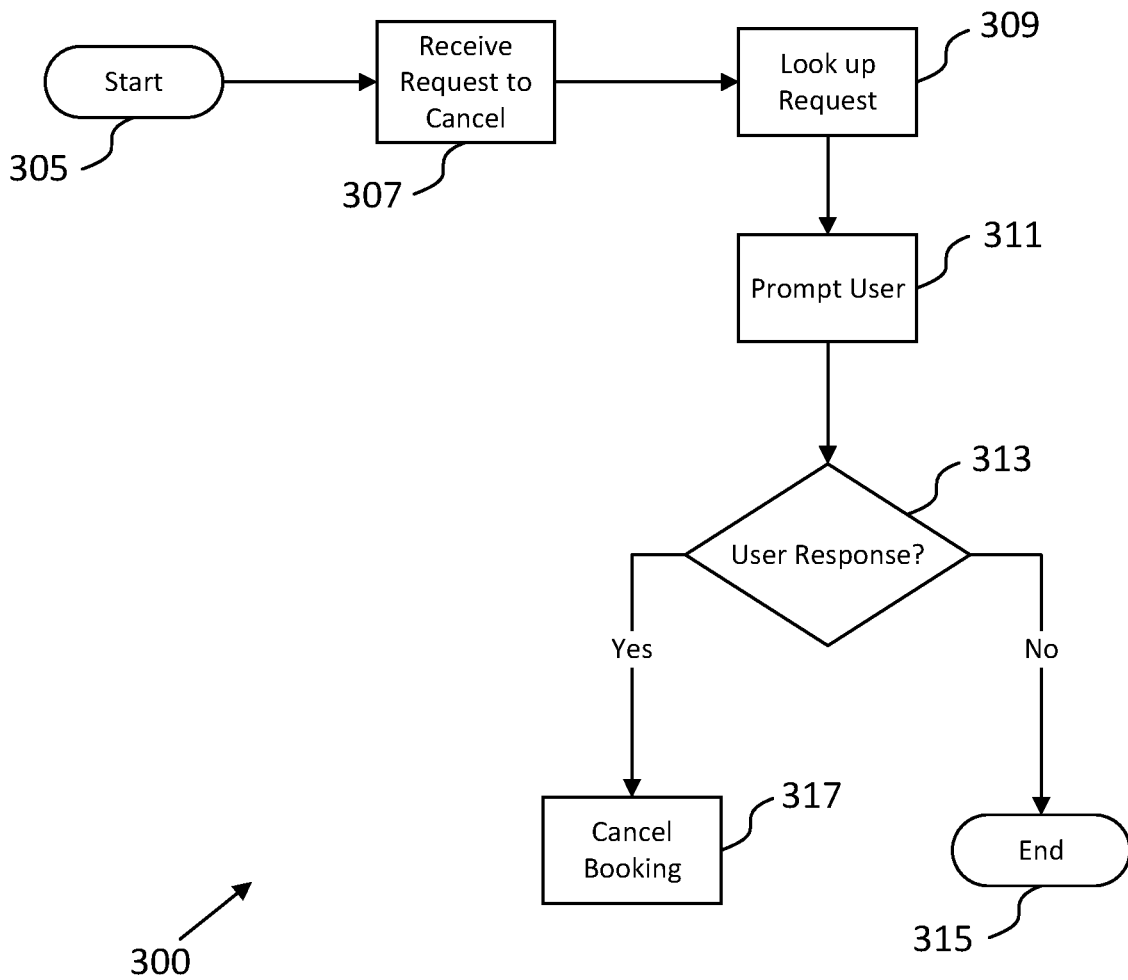 Start
305
Receive
Request to
Cancel
307
Look up
Request
309
Prompt User
311
User Response?
313
Yes
No
Cancel
Booking
317
End
315
300